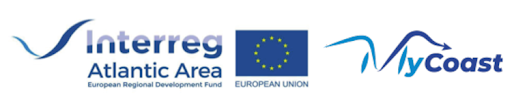 Interreg
Atlantic Area
European Regional Development Fund
EUROPEAN UNION
MyCoast